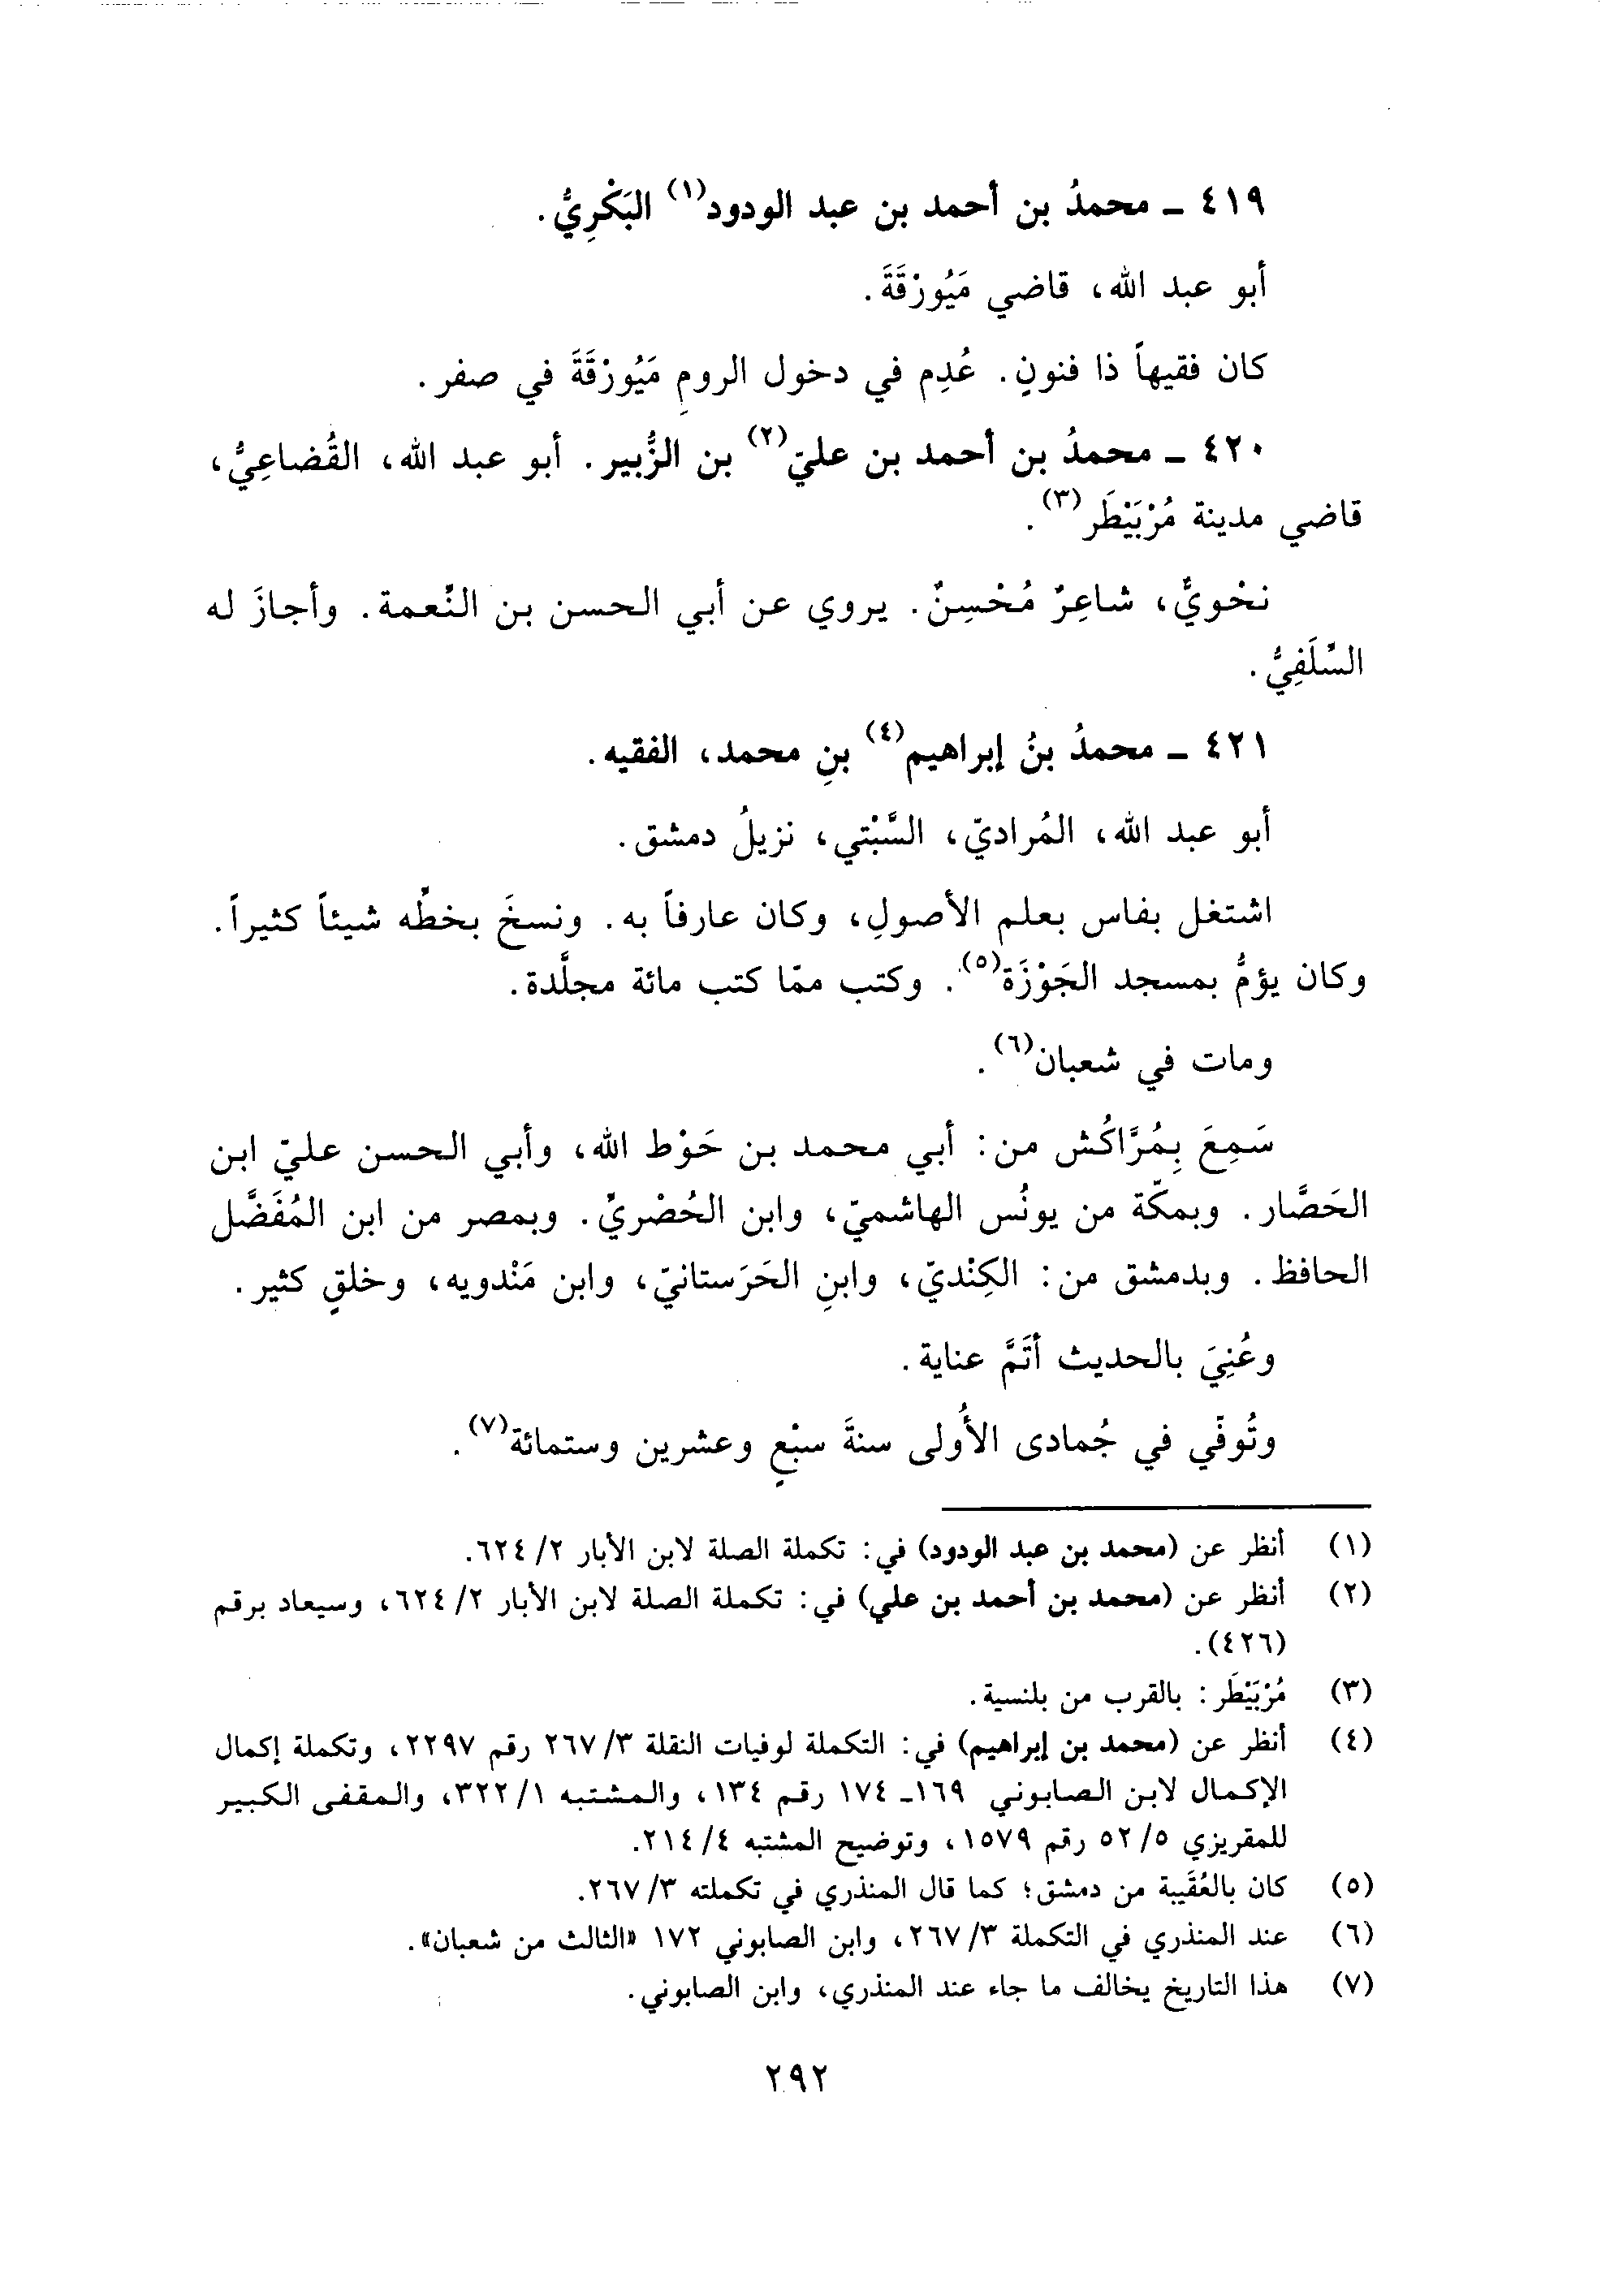 ٤١٩ ـ محمدُ بن أحمد بن عبد الودود(١) البَكْرِيُّ.
أبو عبد الله، قاضي مَيُورْقَةَ.
كان فقيهاً ذا فنونٍ. عُدِم في دخول الرومِ مَيُورْقَةَ في صفر.
٤٢٠ ـ محمدُ بن أحمد بن عليّ(٢) بن الزُّبير. أبو عبد الله، القُضاعِيُّ،
قاضي مدينة مُرْبَيْطَر(٣).
نحْويٌّ، شاعِرٌ مُحْسِنٌ. يروي عن أبي الحسن بن النِّعمة. وأجازَ له
السِّلَفِيُّ.
٤٢١ ـ محمدُ بنُ إبراهيم(٤) بنِ محمد، الفقيه.
أبو عبد الله، المُراديّ، السَّبْتي، نزيلُ دمشق.
اشتغل بفاس بعلم الأصولِ، وكان عارفاً به. ونسخَ بخطِّه شيئاً كثيراً.
وكان يؤمُّ بمسجد الجَوْزَة(٥). وكتب ممّا كتب مائة مجلَّدة.
ومات في شعبان(٦).
سَمِعَ بِمُرَّاكُش من: أبي محمد بن حَوْط الله، وأبي الحسن عليّ ابن
الحَصَّار. وبمكّة من يونُس الهاشميّ، وابن الحُصْريِّ. وبمصر من ابن المُفَضَّل
الحافظ. وبدمشق من: الكِنْديّ، وابنِ الحَرَستانيّ، وابن مَنْدويه، وخلقٍ كثير.
وعُنِيَ بالحديث أتَمَّ عناية.
وتُوفّي في جُمادى الأُولى سنةَ سبْعٍ وعشرين وستمائة(٧).
(١) أنظر عن (محمد بن عبد الودود) في: تكملة الصلة لابن الأبار ٢/ ٦٢٤.
(٢) أنظر عن (محمد بن أحمد بن علي) في: تكملة الصلة لابن الأبار ٢/ ٦٢٤، وسيعاد برقم
(٤٢٦).
(٣) مُرْبَيْطَر: بالقرب من بلنسية.
(٤) أنظر عن (محمد بن إبراهيم) في: التكملة لوفيات النقلة ٣/ ٢٦٧ رقم ٢٢٩٧، وتكملة إكمال
الإكمال لابن الصابوني ١٦٩ـ ١٧٤ رقم ١٣٤، والمشتبه ١/ ٣٢٢، والمقفى الكبير
للمقريزي ٥/ ٥٢ رقم ١٥٧٩، وتوضيح المشتبه ٤/ ٢١٤.
(٥) كان بالعُقَيبة من دمشق؛ كما قال المنذري في تكملته ٣/ ٢٦٧.
(٦) عند المنذري في التكملة ٣/ ٢٦٧، وابن الصابوني ١٧٢ «الثالث من شعبان».
(٧) هذا التاريخ يخالف ما جاء عند المنذري، وابن الصابوني.
٢٩٢